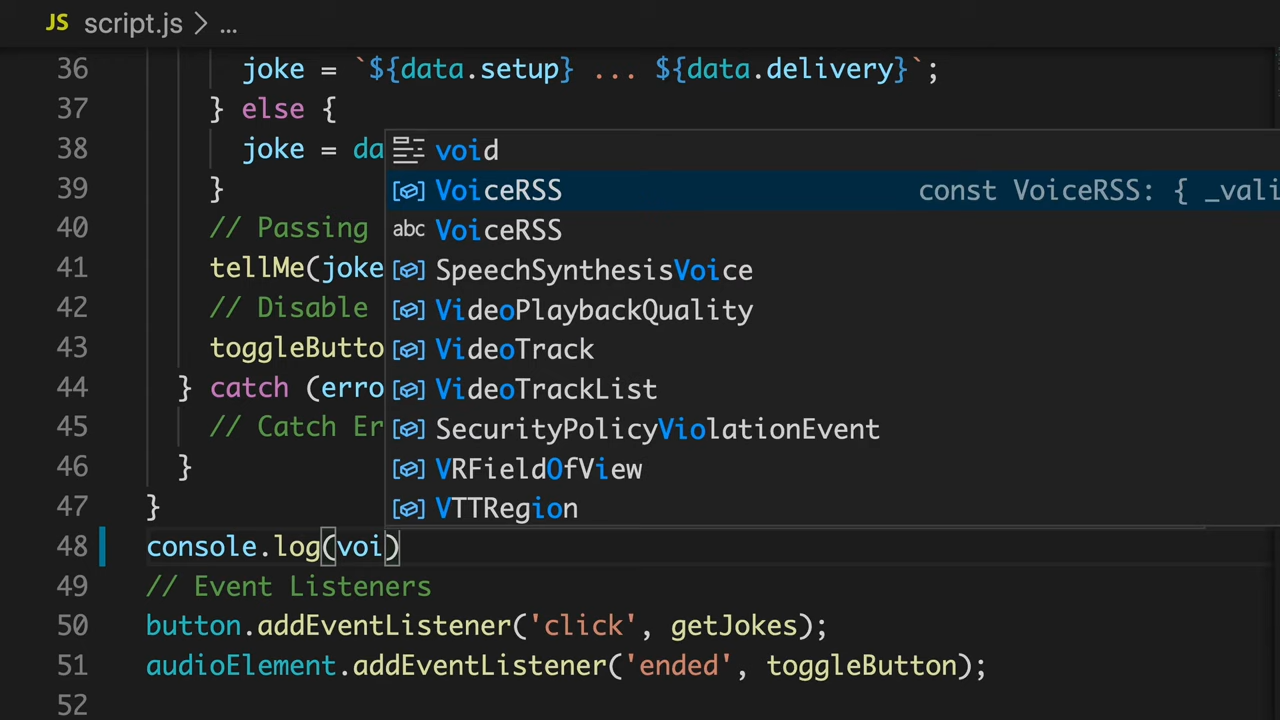 JS script.js > ...
36 joke = `${data.setup} ... ${data.delivery}`;
37 } else {
38 joke = da
void
39 }
VoiceRSS const VoiceRSS: { _vali
40 // Passing
abc VoiceRSS
41 tellMe(joke
SpeechSynthesisVoice
42 // Disable
VideoPlaybackQuality
43 toggleButto
VideoTrack
44 } catch (erro
VideoTrackList
45 // Catch Er
SecurityPolicyViolationEvent
46 }
VRFieldOfView
47 }
VTTRegion
48 console.log(voi)
49 // Event Listeners
50 button.addEventListener('click', getJokes);
51 audioElement.addEventListener('ended', toggleButton);
52